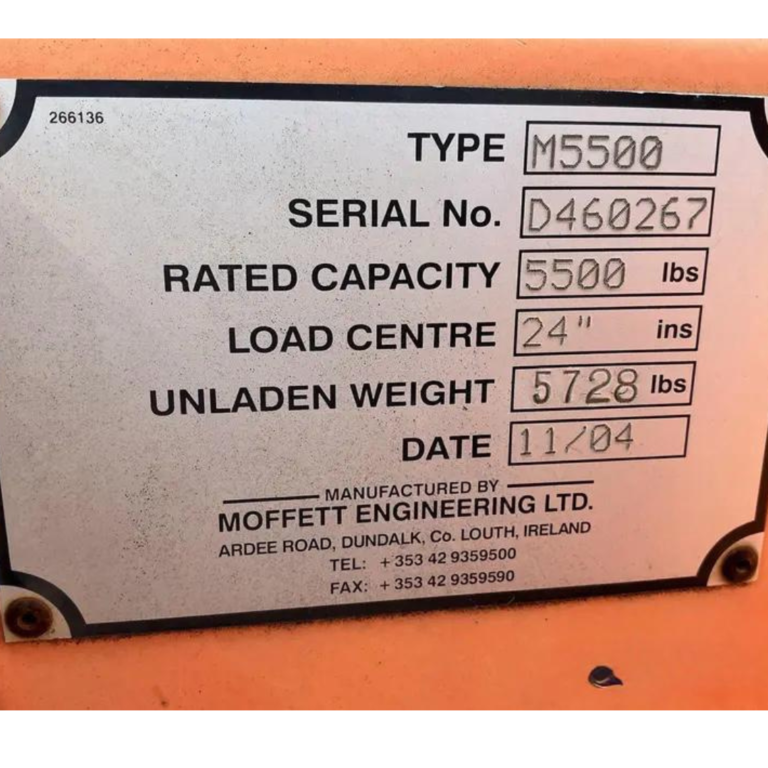 266136
TYPE M5500
SERIAL No. D460267
RATED CAPACITY 5500 lbs
LOAD CENTRE 24" ins
UNLADEN WEIGHT 5728 lbs
DATE 11/04
MANUFACTURED BY
MOFFETT ENGINEERING LTD.
ARDEE ROAD, DUNDALK, Co. LOUTH, IRELAND
TEL: +353 42 9359500
FAX: +353 42 9359590